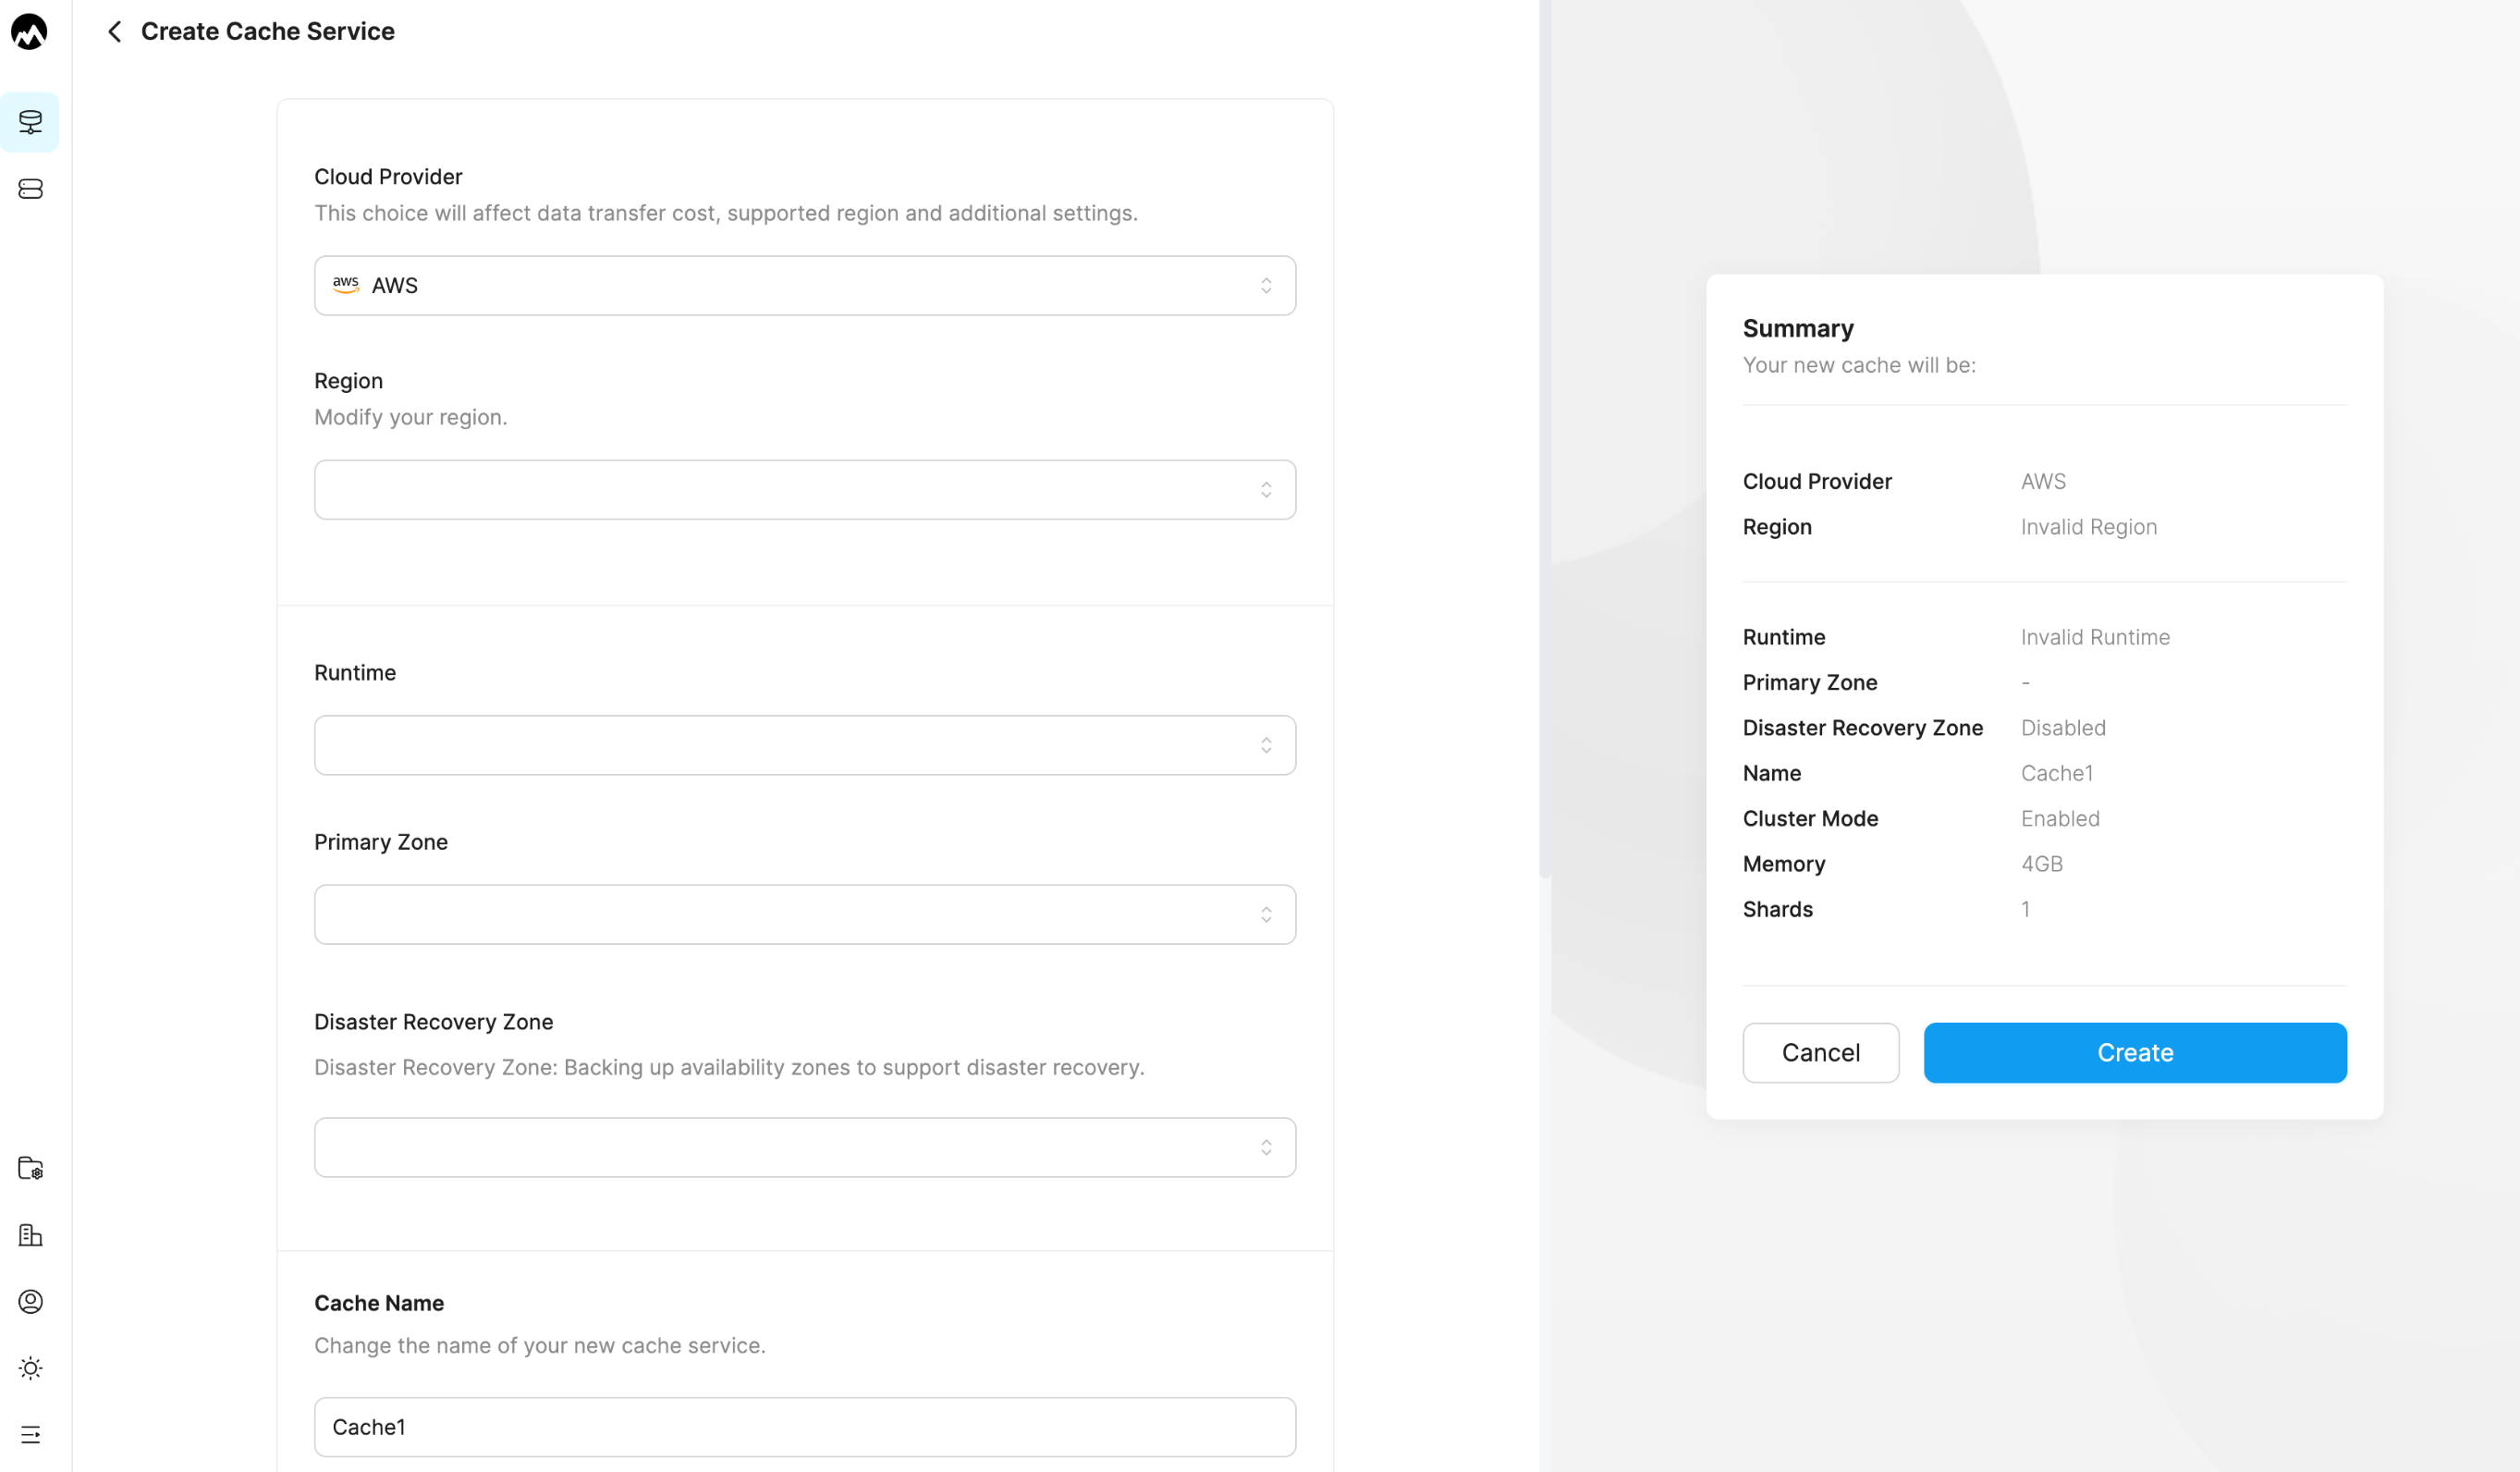 Create Cache Service
Cloud Provider
This choice will affect data transfer cost, supported region and additional settings.
aws AWS
Region
Modify your region.
Runtime
Primary Zone
Disaster Recovery Zone
Disaster Recovery Zone: Backing up availability zones to support disaster recovery.
Cache Name
Change the name of your new cache service.
Cache1
Summary
Your new cache will be:
Cloud Provider AWS
Region Invalid Region
Runtime Invalid Runtime
Primary Zone -
Disaster Recovery Zone Disabled
Name Cache1
Cluster Mode Enabled
Memory 4GB
Shards 1
Cancel Create